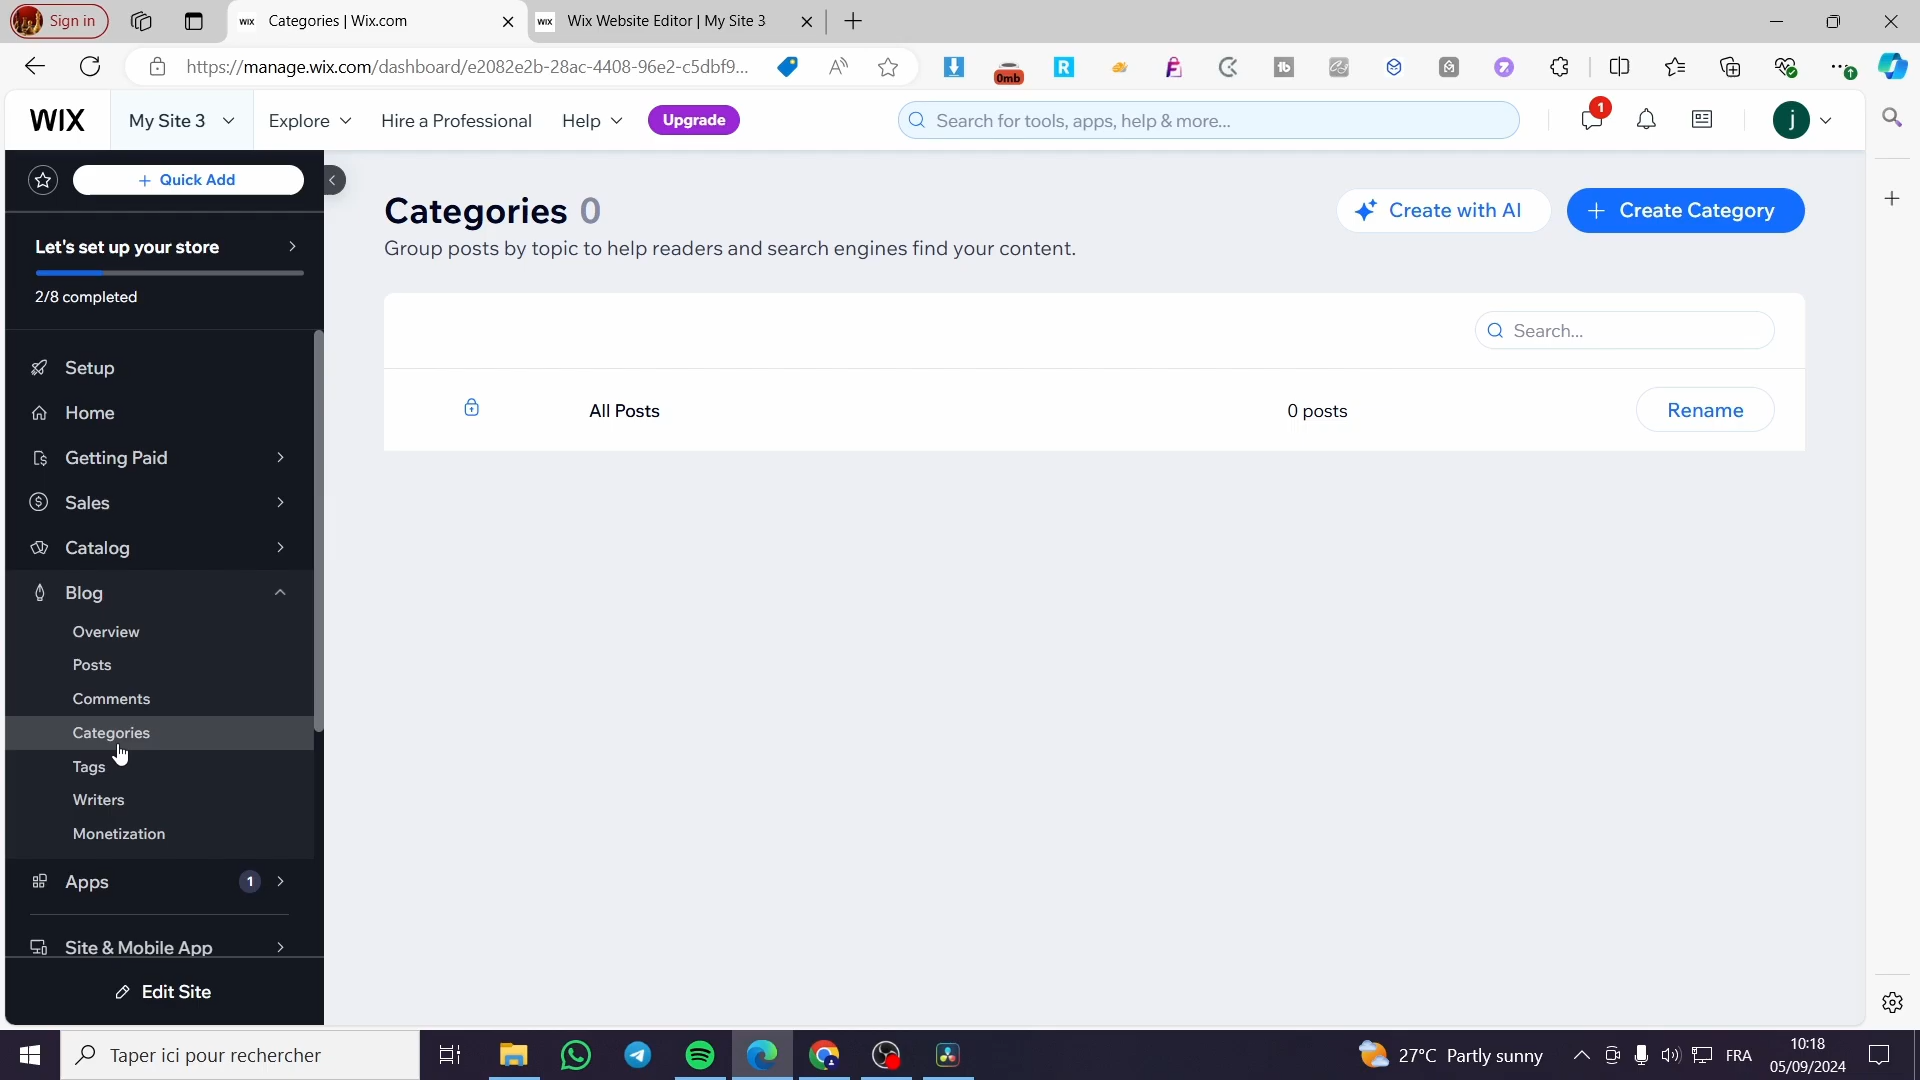 Sign in
Categories | Wix.com
Wix Website Editor | My Site 3
https://manage.wix.com/dashboard/e2082e2b-28ac-4408-96e2-c5dbf9...
0mb
WIX
My Site 3
Explore
Hire a Professional
Help
Upgrade
Search for tools, apps, help & more...
1
j
+ Quick Add
Let's set up your store
2/8 completed
Setup
Home
Getting Paid
Sales
Catalog
Blog
Overview
Posts
Comments
Categories
Tags
Writers
Monetization
Apps
1
Site & Mobile App
Edit Site
Categories 0
Group posts by topic to help readers and search engines find your content.
Create with AI
+ Create Category
Search...
All Posts
0 posts
Rename
Taper ici pour rechercher
27°C Partly sunny
FRA
10:18
05/09/2024